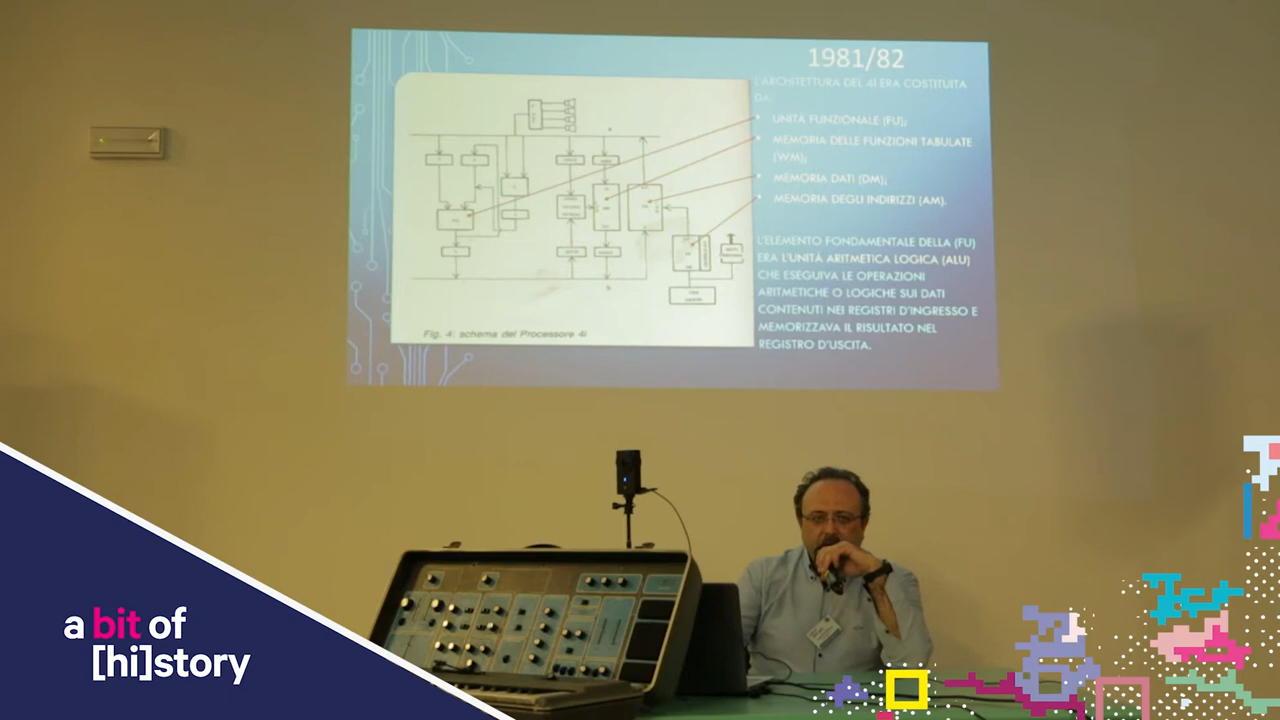 1981/82
L'ARCHITETTURA DEL 4I ERA COSTITUITA
DA:
• UNITÀ FUNZIONALE (FU);
• MEMORIA DELLE FUNZIONI TABULATE
(WM);
• MEMORIA DATI (DM);
• MEMORIA DEGLI INDIRIZZI (AM).
L'ELEMENTO FONDAMENTALE DELLA (FU)
ERA L'UNITÀ ARITMETICA LOGICA (ALU)
CHE ESEGUIVA LE OPERAZIONI
ARITMETICHE O LOGICHE SUI DATI
CONTENUTI NEI REGISTRI D'INGRESSO E
MEMORIZZAVA IL RISULTATO NEL
REGISTRO D'USCITA.
Fig. 4: schema del Processore 4i
a bit of
[hi]story